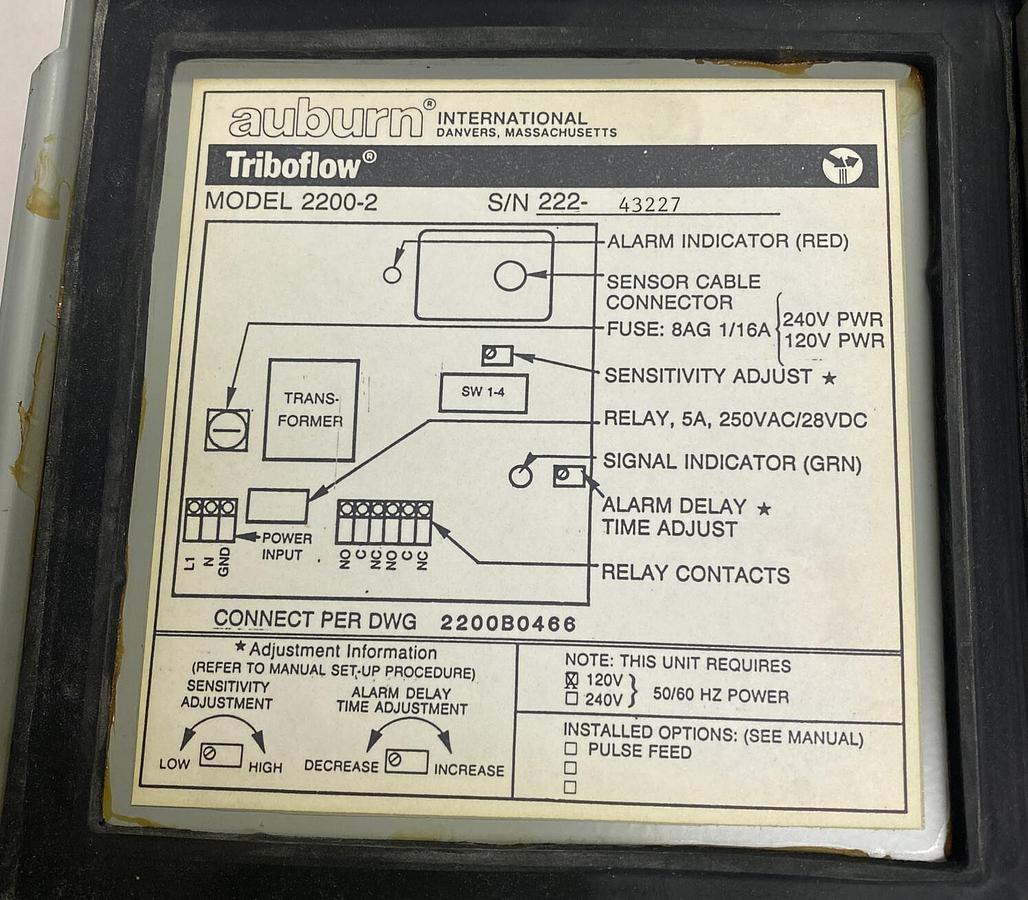 auburn® INTERNATIONAL
DANVERS, MASSACHUSETTS
Triboflow®
MODEL 2200-2 S/N 222- 43227
ALARM INDICATOR (RED)
SENSOR CABLE
CONNECTOR
FUSE: 8AG 1/16A { 240V PWR
120V PWR
SENSITIVITY ADJUST ★
TRANS-
FORMER
SW 1-4
RELAY, 5A, 250VAC/28VDC
SIGNAL INDICATOR (GRN)
ALARM DELAY ★
TIME ADJUST
POWER
INPUT
L1 N GND
NO C NC NO C NC
RELAY CONTACTS
CONNECT PER DWG 2200B0466
★Adjustment Information
(REFER TO MANUAL SET-UP PROCEDURE)
SENSITIVITY
ADJUSTMENT
LOW HIGH
ALARM DELAY
TIME ADJUSTMENT
DECREASE INCREASE
NOTE: THIS UNIT REQUIRES
☒ 120V
☐ 240V } 50/60 HZ POWER
INSTALLED OPTIONS: (SEE MANUAL)
☐ PULSE FEED
☐
☐